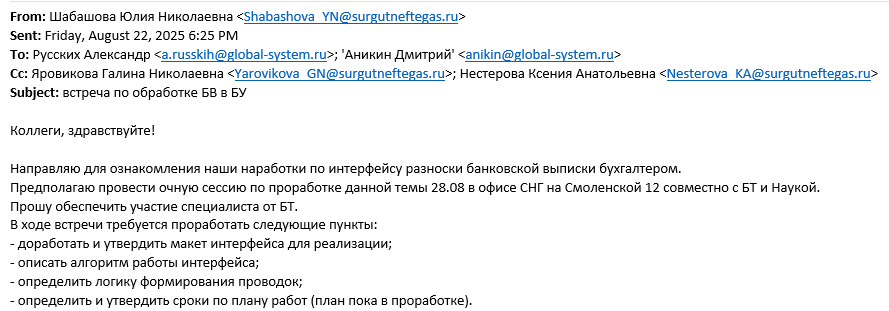 From: Шабашова Юлия Николаевна <Shabashova_YN@surgutneftegas.ru>
Sent: Friday, August 22, 2025 6:25 PM
To: Русских Александр <a.russkih@global-system.ru>; 'Аникин Дмитрий' <anikin@global-system.ru>
Cc: Яровикова Галина Николаевна <Yarovikova_GN@surgutneftegas.ru>; Нестерова Ксения Анатольевна <Nesterova_KA@surgutneftegas.ru>
Subject: встреча по обработке БВ в БУ
Коллеги, здравствуйте!
Направляю для ознакомления наши наработки по интерфейсу разноски банковской выписки бухгалтером.
Предполагаю провести очную сессию по проработке данной темы 28.08 в офисе СНГ на Смоленской 12 совместно с БТ и Наукой.
Прошу обеспечить участие специалиста от БТ.
В ходе встречи требуется проработать следующие пункты:
- доработать и утвердить макет интерфейса для реализации;
- описать алгоритм работы интерфейса;
- определить логику формирования проводок;
- определить и утвердить сроки по плану работ (план пока в проработке).